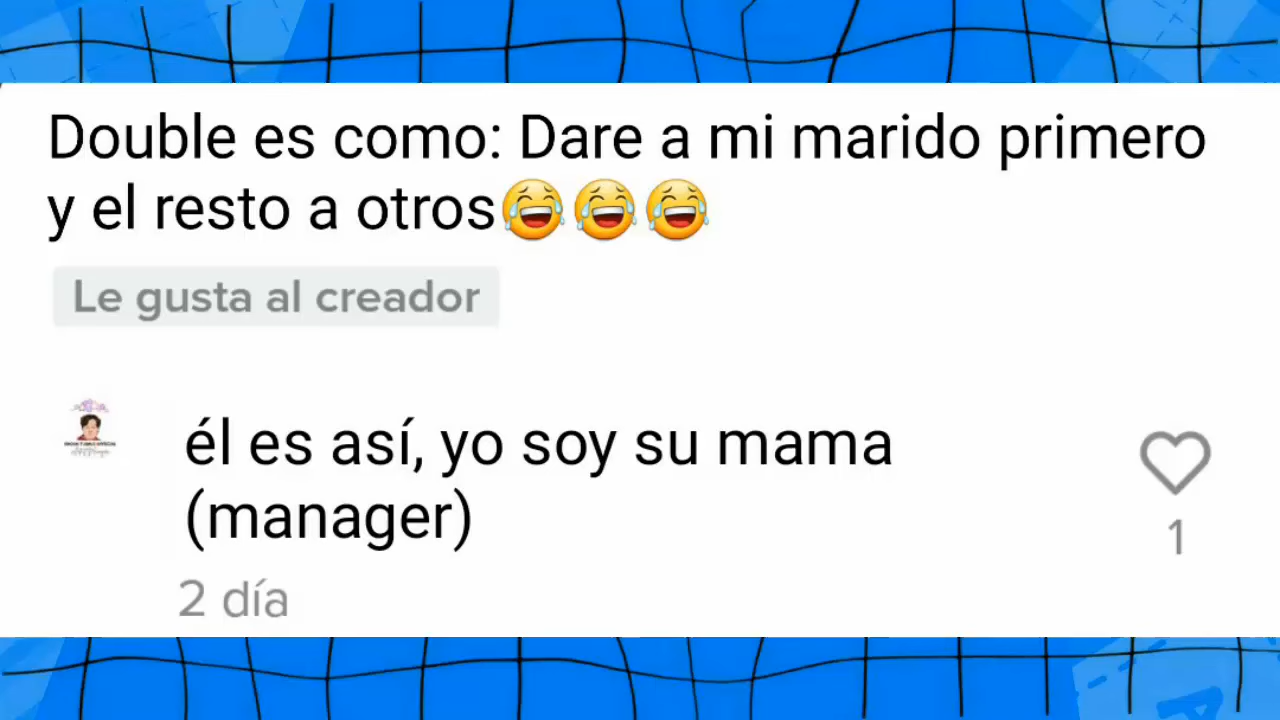 Double es como: Dare a mi marido primero
y el resto a otros😂😂😂
Le gusta al creador
él es así, yo soy su mama
(manager)
1
2 día